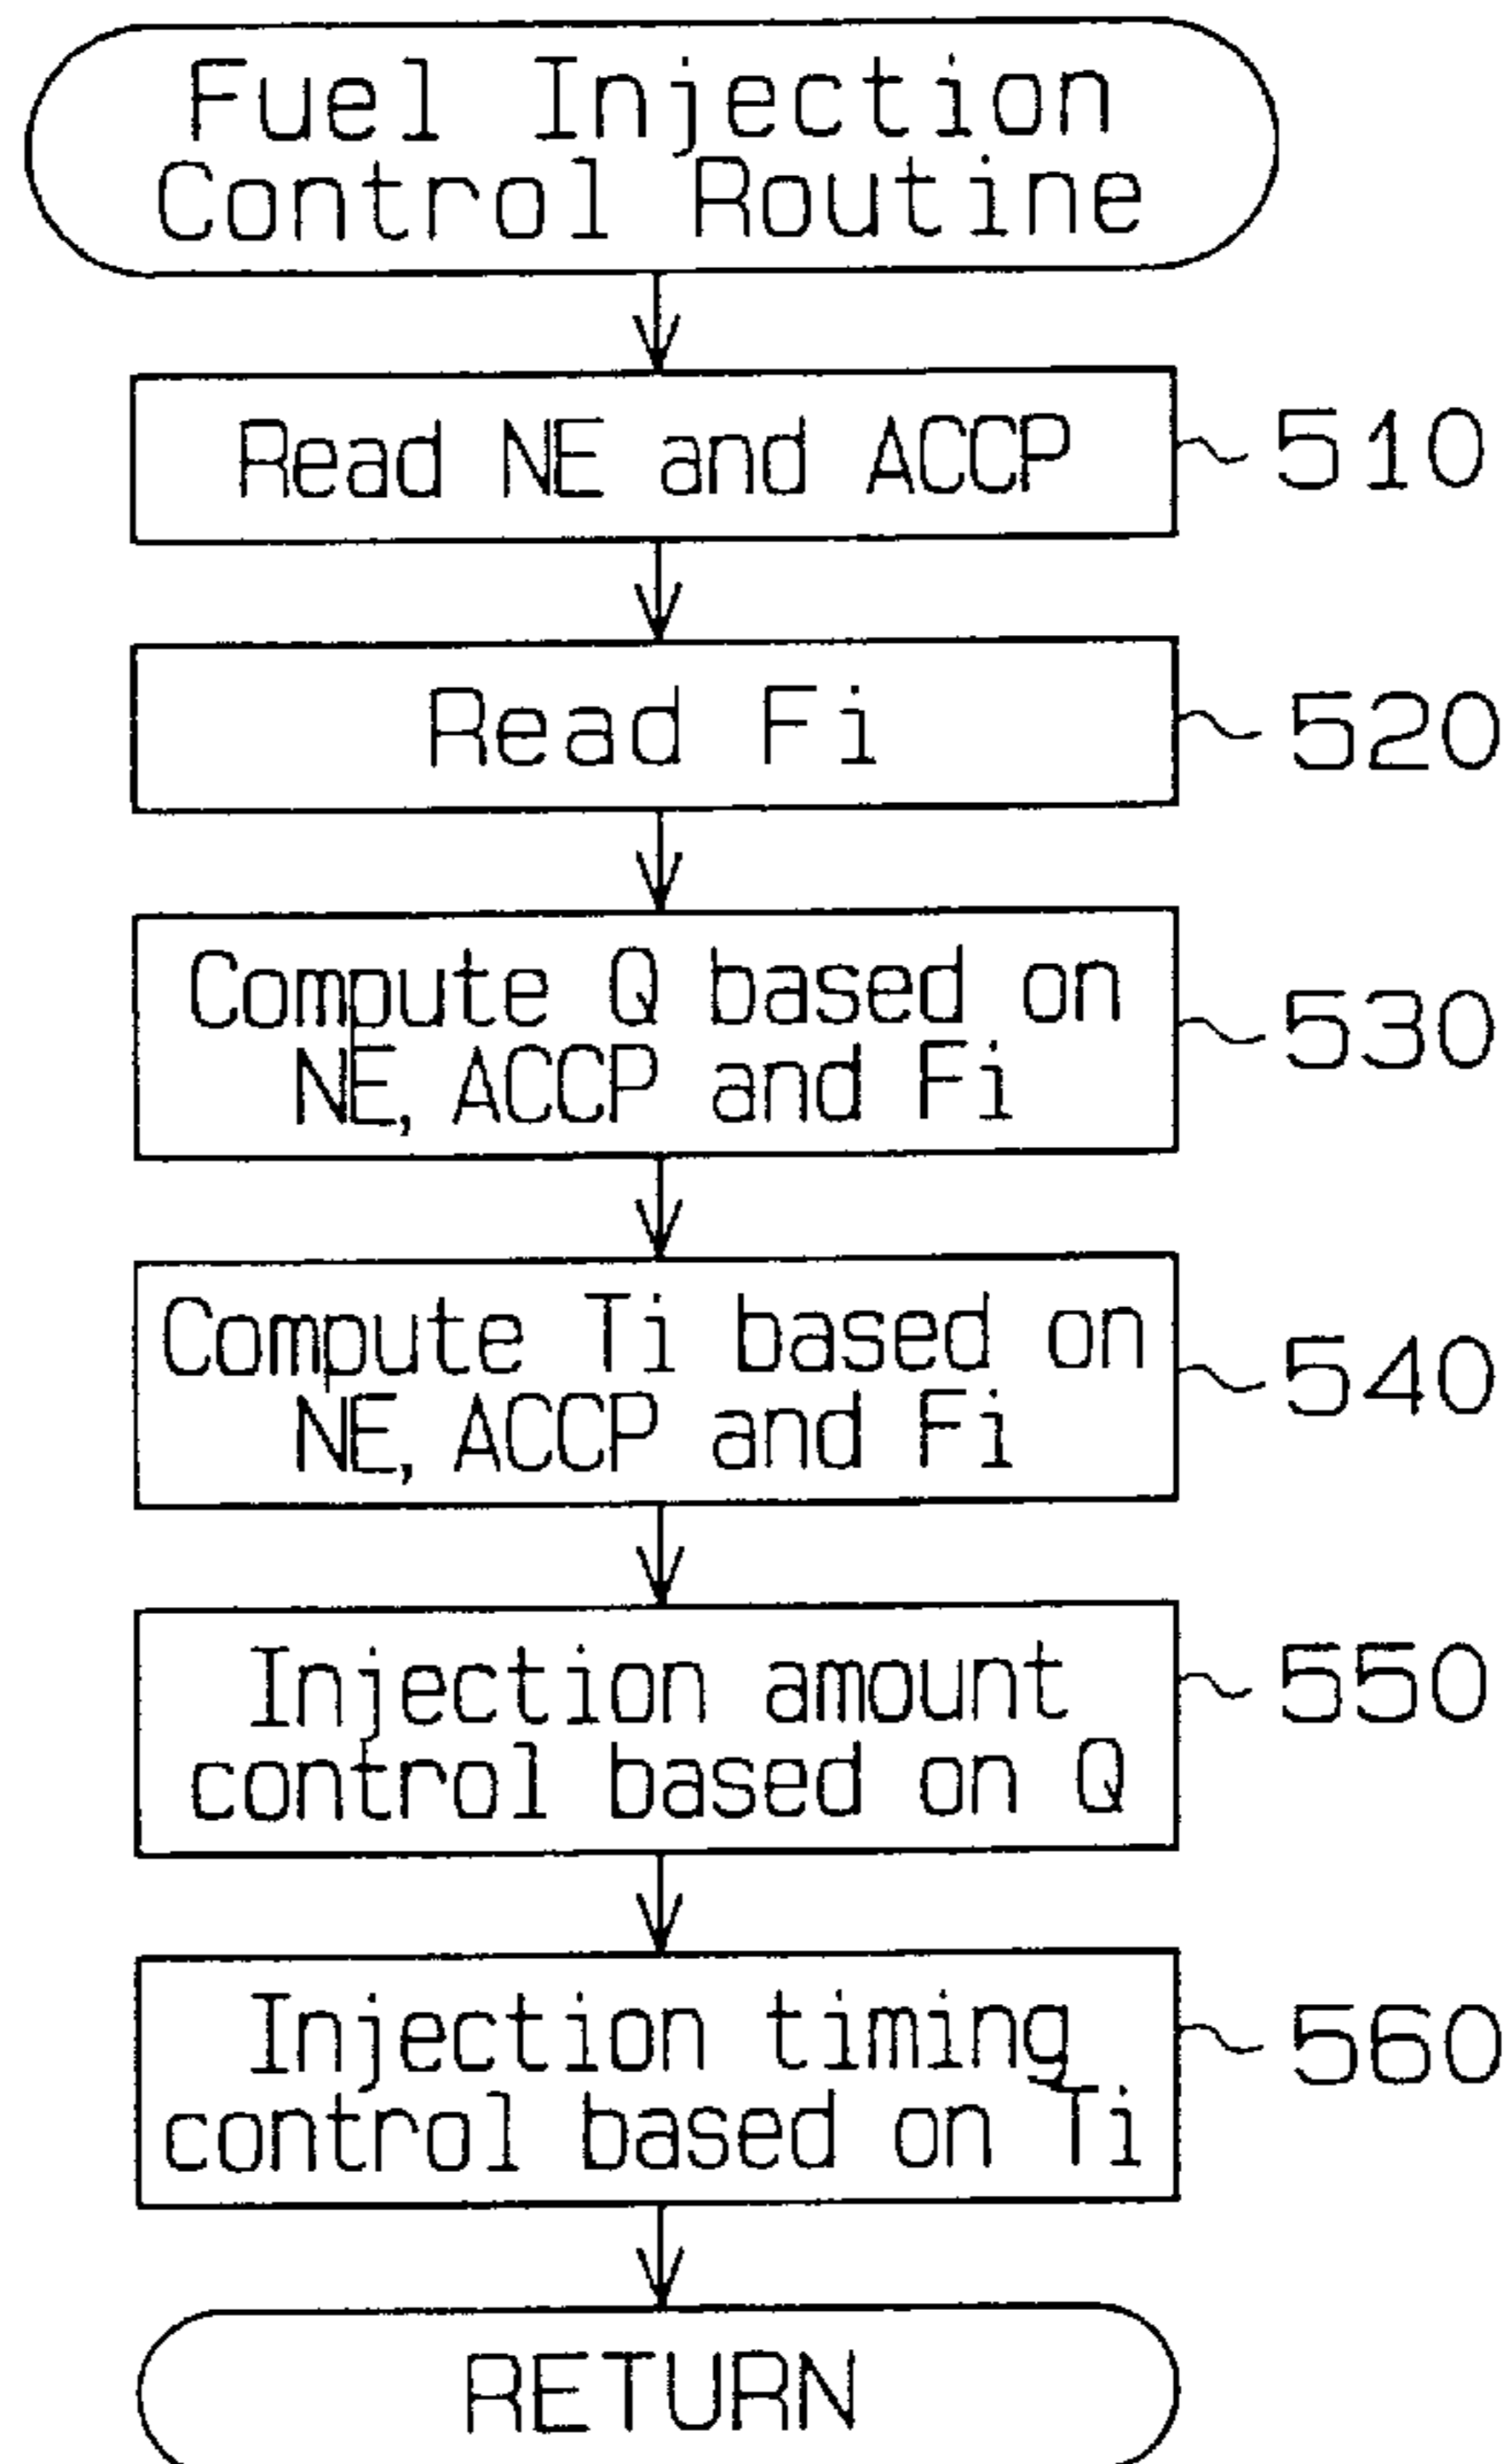 Fuel Injection
Control Routine
Read NE and ACCP
510
Read Fi
520
Compute Q based on
NE, ACCP and Fi
530
Compute Ti based on
NE, ACCP and Fi
540
Injection amount
control based on Q
550
Injection timing
control based on Ti
560
RETURN